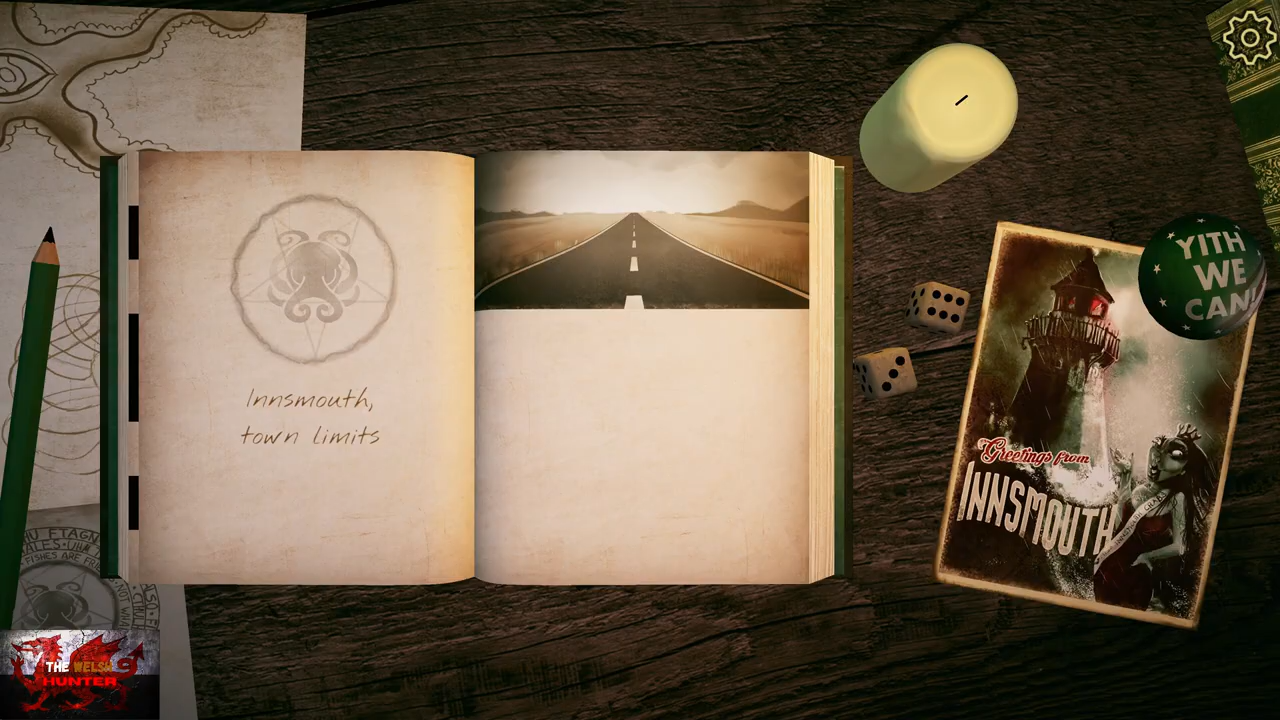 Innsmouth,
town limits
YITH
WE
CAN!
Greetings from
INNSMOUTH
THE WELSH
HUNTER